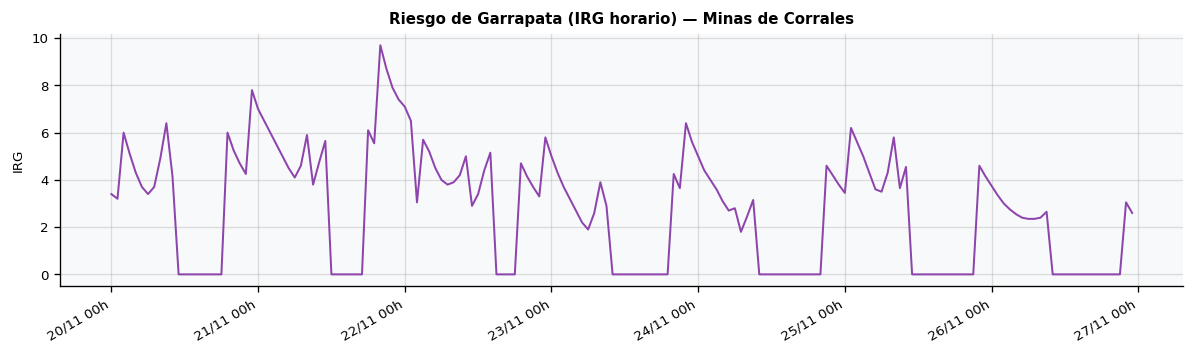 Riesgo de Garrapata (IRG horario) — Minas de Corrales
IRG
10
8
6
4
2
0
20/11 00h
21/11 00h
22/11 00h
23/11 00h
24/11 00h
25/11 00h
26/11 00h
27/11 00h